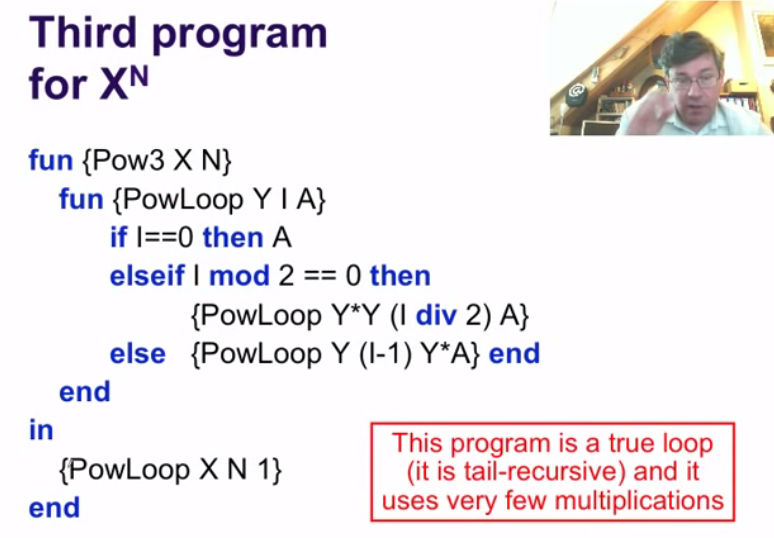 Third program
for X^N
fun {Pow3 X N}
fun {PowLoop Y I A}
if I==0 then A
elseif I mod 2 == 0 then
{PowLoop Y*Y (I div 2) A}
else {PowLoop Y (I-1) Y*A} end
end
in
{PowLoop X N 1}
end
This program is a true loop
(it is tail-recursive) and it
uses very few multiplications
@